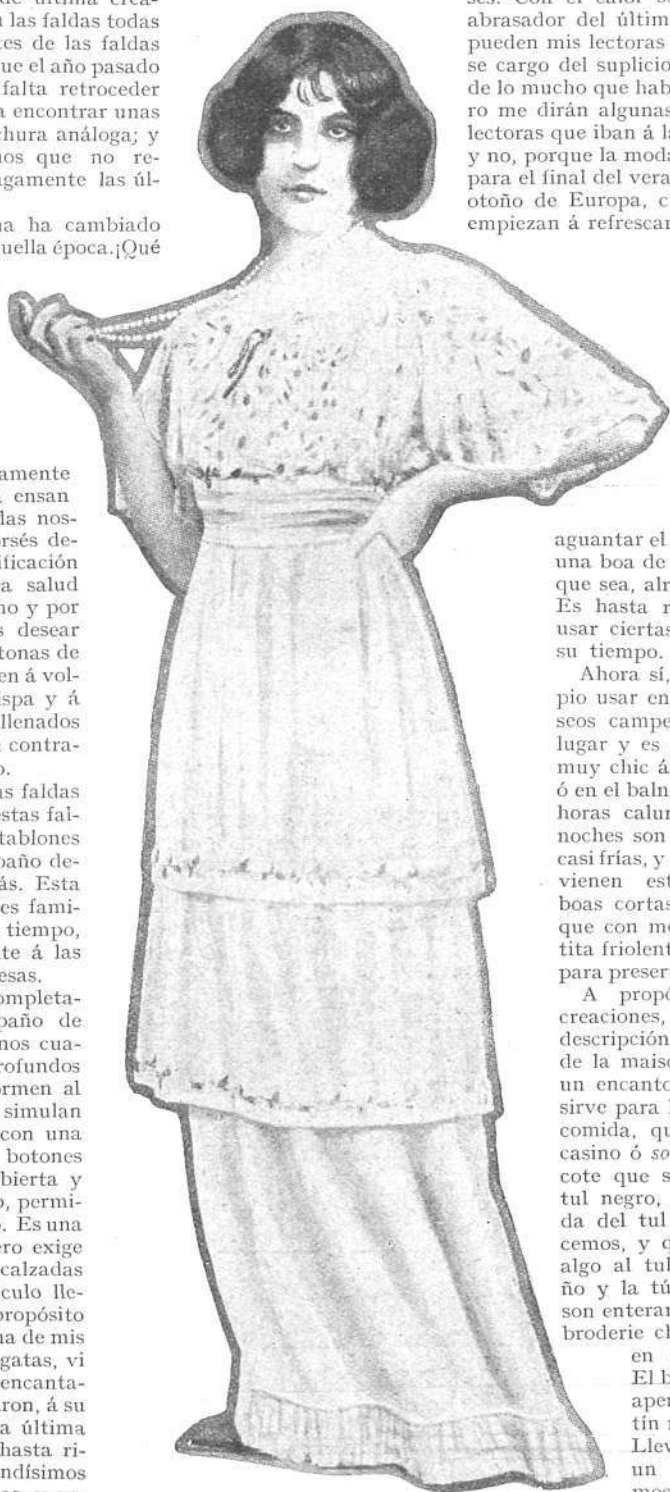 las faldas todas
tes de las faldas
ue el año pasado
falta retroceder
a encontrar unas
chura análoga; y
nos que no re-
agamente las úl-
na ha cambiado
uella época.¡Qué
amente
ensan
das nos-
rsés de-
ificación
a salud
no y por
s desear
tonas de
en á vol-
ispa y á
llenados
contra-
o.
as faldas
estas fal-
tablones
paño de-
ás. Esta
es fami-
tiempo,
te á las
esas.
ompleta-
paño de
nos cua-
rofundos
ormen al
simulan
con una
botones
bierta y
o, permi-
o. Es una
ero exige
calzadas
culo lle-
propósito
na de mis
gatas, vi
encanta-
ron, á su
a última
hasta ri-
ndísimos
ses. Con el calor
abrasador del últim
pueden mis lectoras
se cargo del suplicio
de lo mucho que hab
ro me dirán algunas
lectoras que iban á la
y no, porque la moda
para el final del vera
otoño de Europa, c
empiezan á refrescar
aguantar el
una boa de
que sea, alr
Es hasta r
usar ciertas
su tiempo.
Ahora sí,
pio usar en
seos campe
lugar y es
muy chic á
ó en el baln
horas calur
noches son
casi frías, y
vienen est
boas cortas
que con mo
tita friolent
para preser
A propó
creaciones,
descripción
de la maiso
un encanto
sirve para l
comida, qu
casino ó so
cote que s
tul negro,
da del tul
cemos, y q
algo al tul
ño y la tú
son enteram
broderie ch
en
El b
aper
tín n
Llev
un